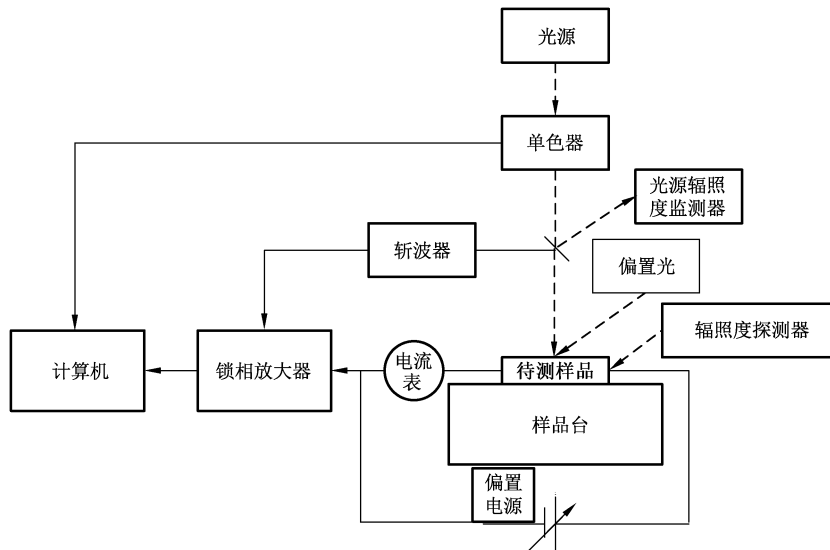 光源
单色器
光源辐照
度监测器
斩波器
偏置光
辐照度探测器
计算机
锁相放大器
电流
表
待测样品
样品台
偏置
电源